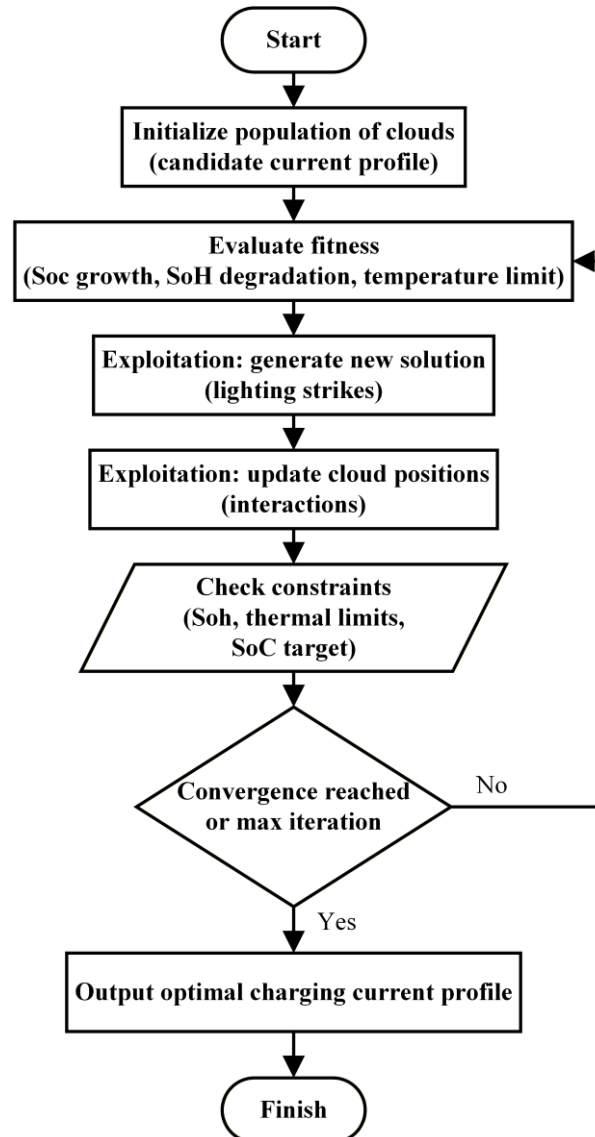 Start
Initialize population of clouds
(candidate current profile)
Evaluate fitness
(Soc growth, SoH degradation, temperature limit)
Exploitation: generate new solution
(lighting strikes)
Exploitation: update cloud positions
(interactions)
Check constraints
(Soh, thermal limits,
SoC target)
Convergence reached
or max iteration
No
Yes
Output optimal charging current profile
Finish